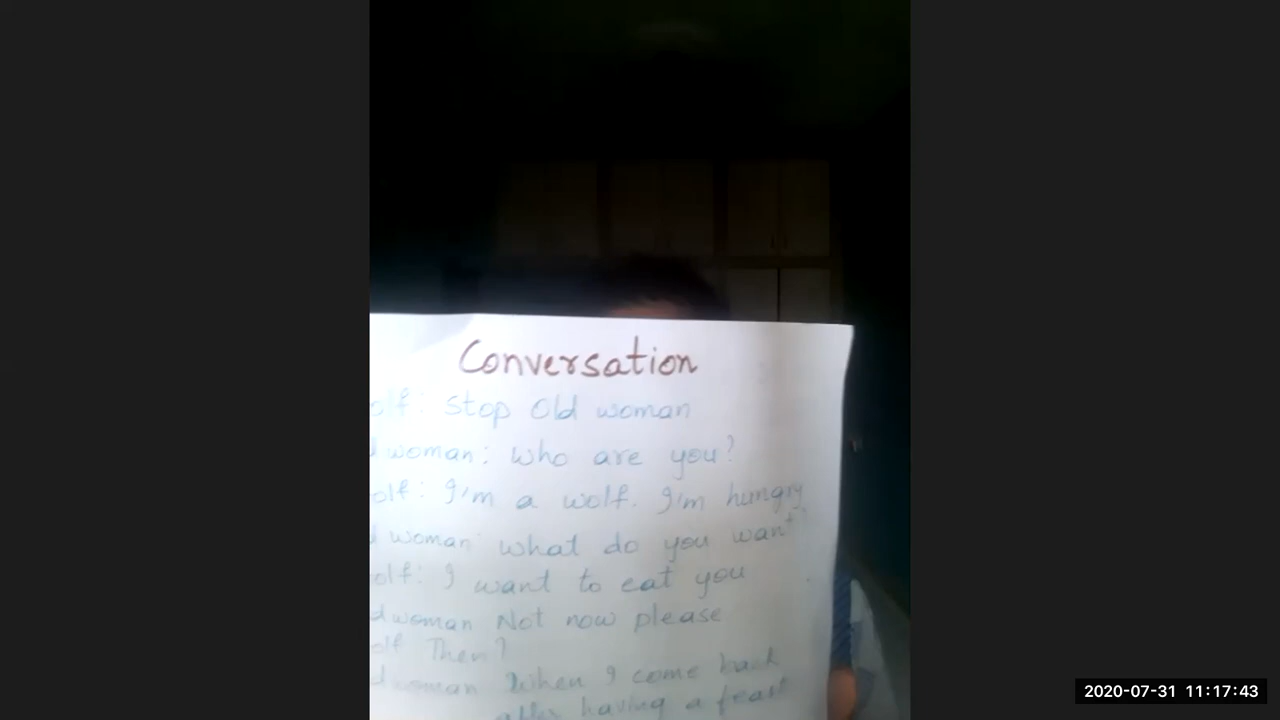 Conversation
olf: Stop Old woman
d woman: Who are you?
olf: I'm a wolf. I'm hungry
d woman: What do you want?
olf: I want to eat you
dwoman Not now please
olf Then?
dwoman When I come back
after having a feast
2020-07-31 11:17:43